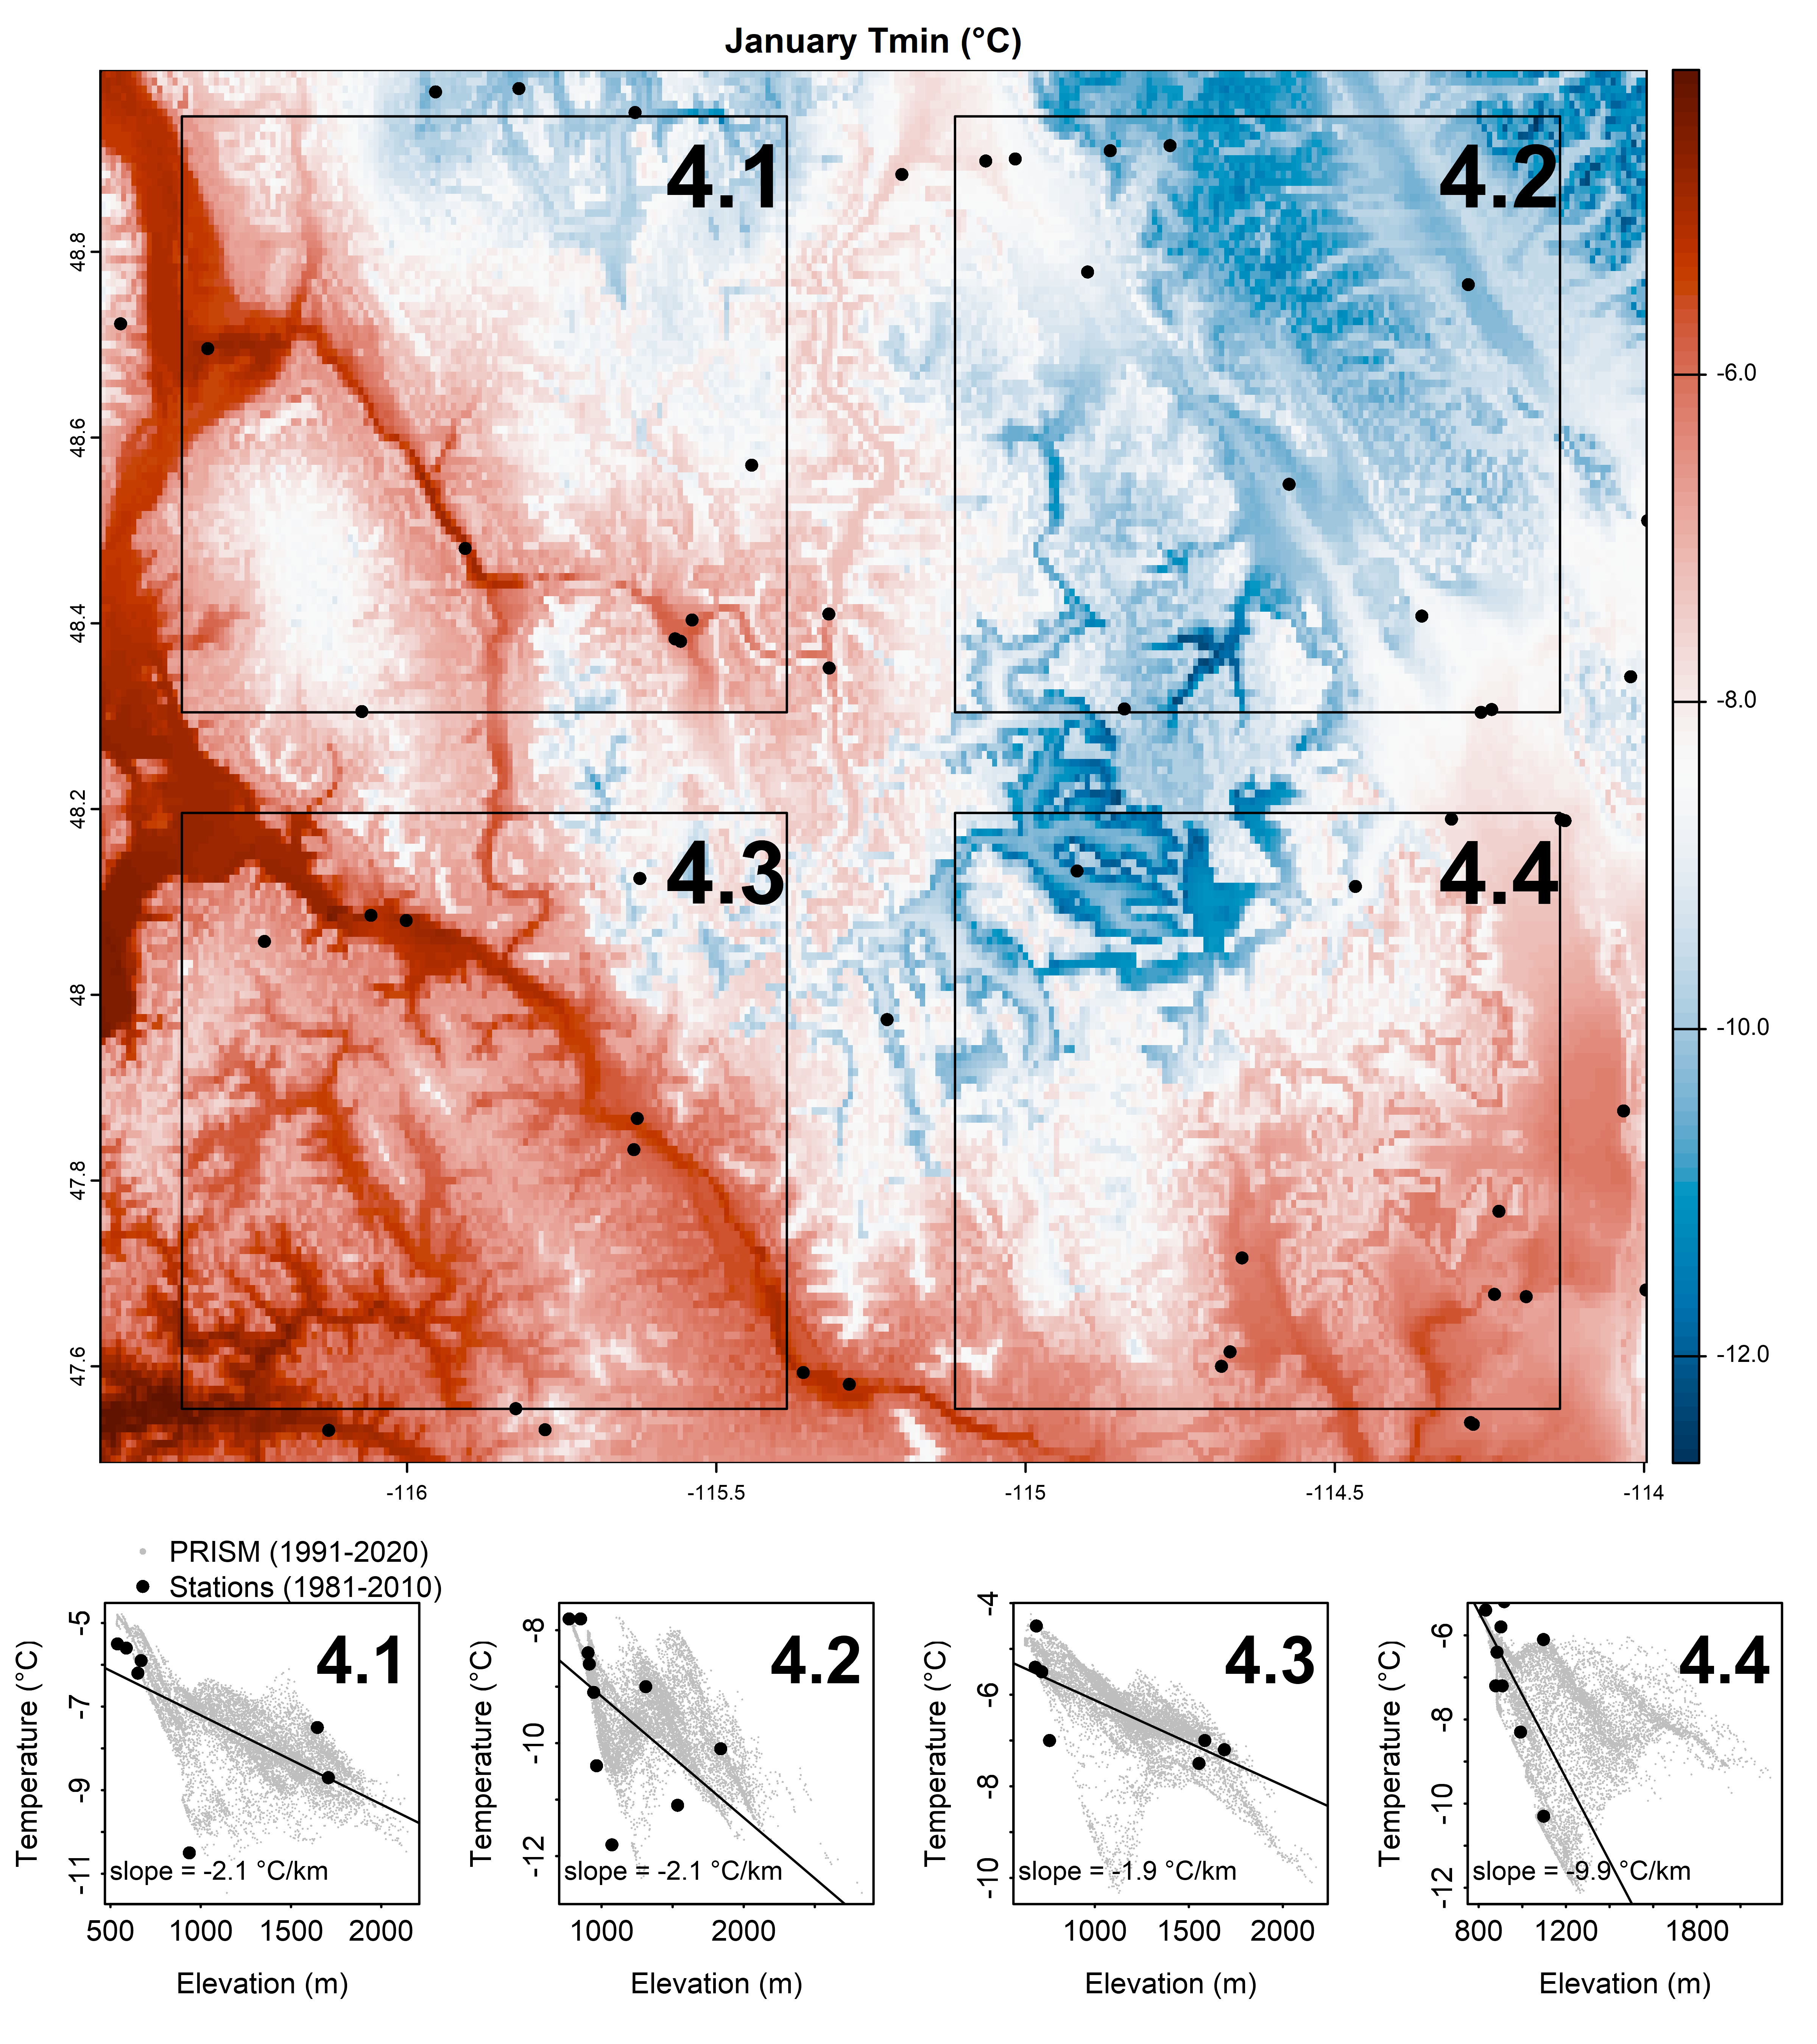 January Tmin (°C)
4.1
4.2
4.3
4.4
48.8
48.6
48.4
48.2
48
47.8
47.6
-116
-115.5
-115
-114.5
-114
-6.0
-8.0
-10.0
-12.0
PRISM (1991-2020)
Stations (1981-2010)
Temperature (°C)
-5
-7
-9
-11
4.1
slope = -2.1 °C/km
500 1000 1500 2000
Elevation (m)
Temperature (°C)
-8
-10
-12
4.2
slope = -2.1 °C/km
1000 2000
Elevation (m)
Temperature (°C)
-4
-6
-8
-10
4.3
slope = -1.9 °C/km
1000 1500 2000
Elevation (m)
Temperature (°C)
-6
-8
-10
-12
4.4
slope = -9.9 °C/km
800 1200 1800
Elevation (m)